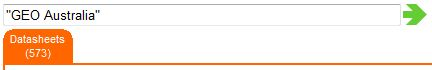 "GEO Australia"
Datasheets
(573)